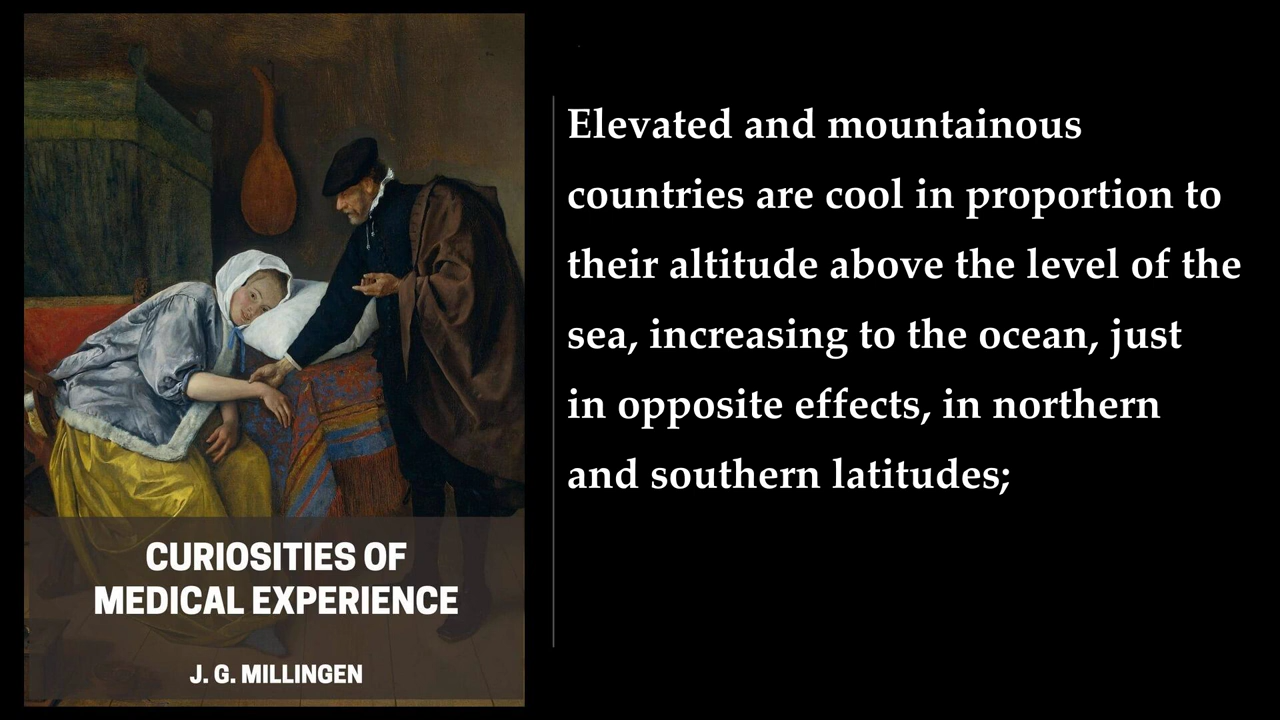 CURIOSITIES OF
MEDICAL EXPERIENCE
J. G. MILLINGEN
Elevated and mountainous
countries are cool in proportion to
their altitude above the level of the
sea, increasing to the ocean, just
in opposite effects, in northern
and southern latitudes;